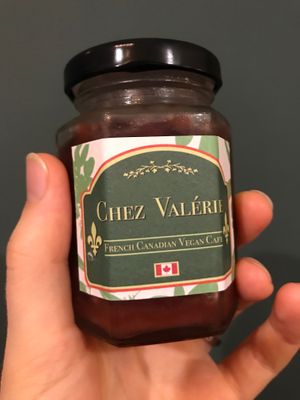 CHEZ VALÉRIE
FRENCH CANADIAN VEGAN CAFÉ